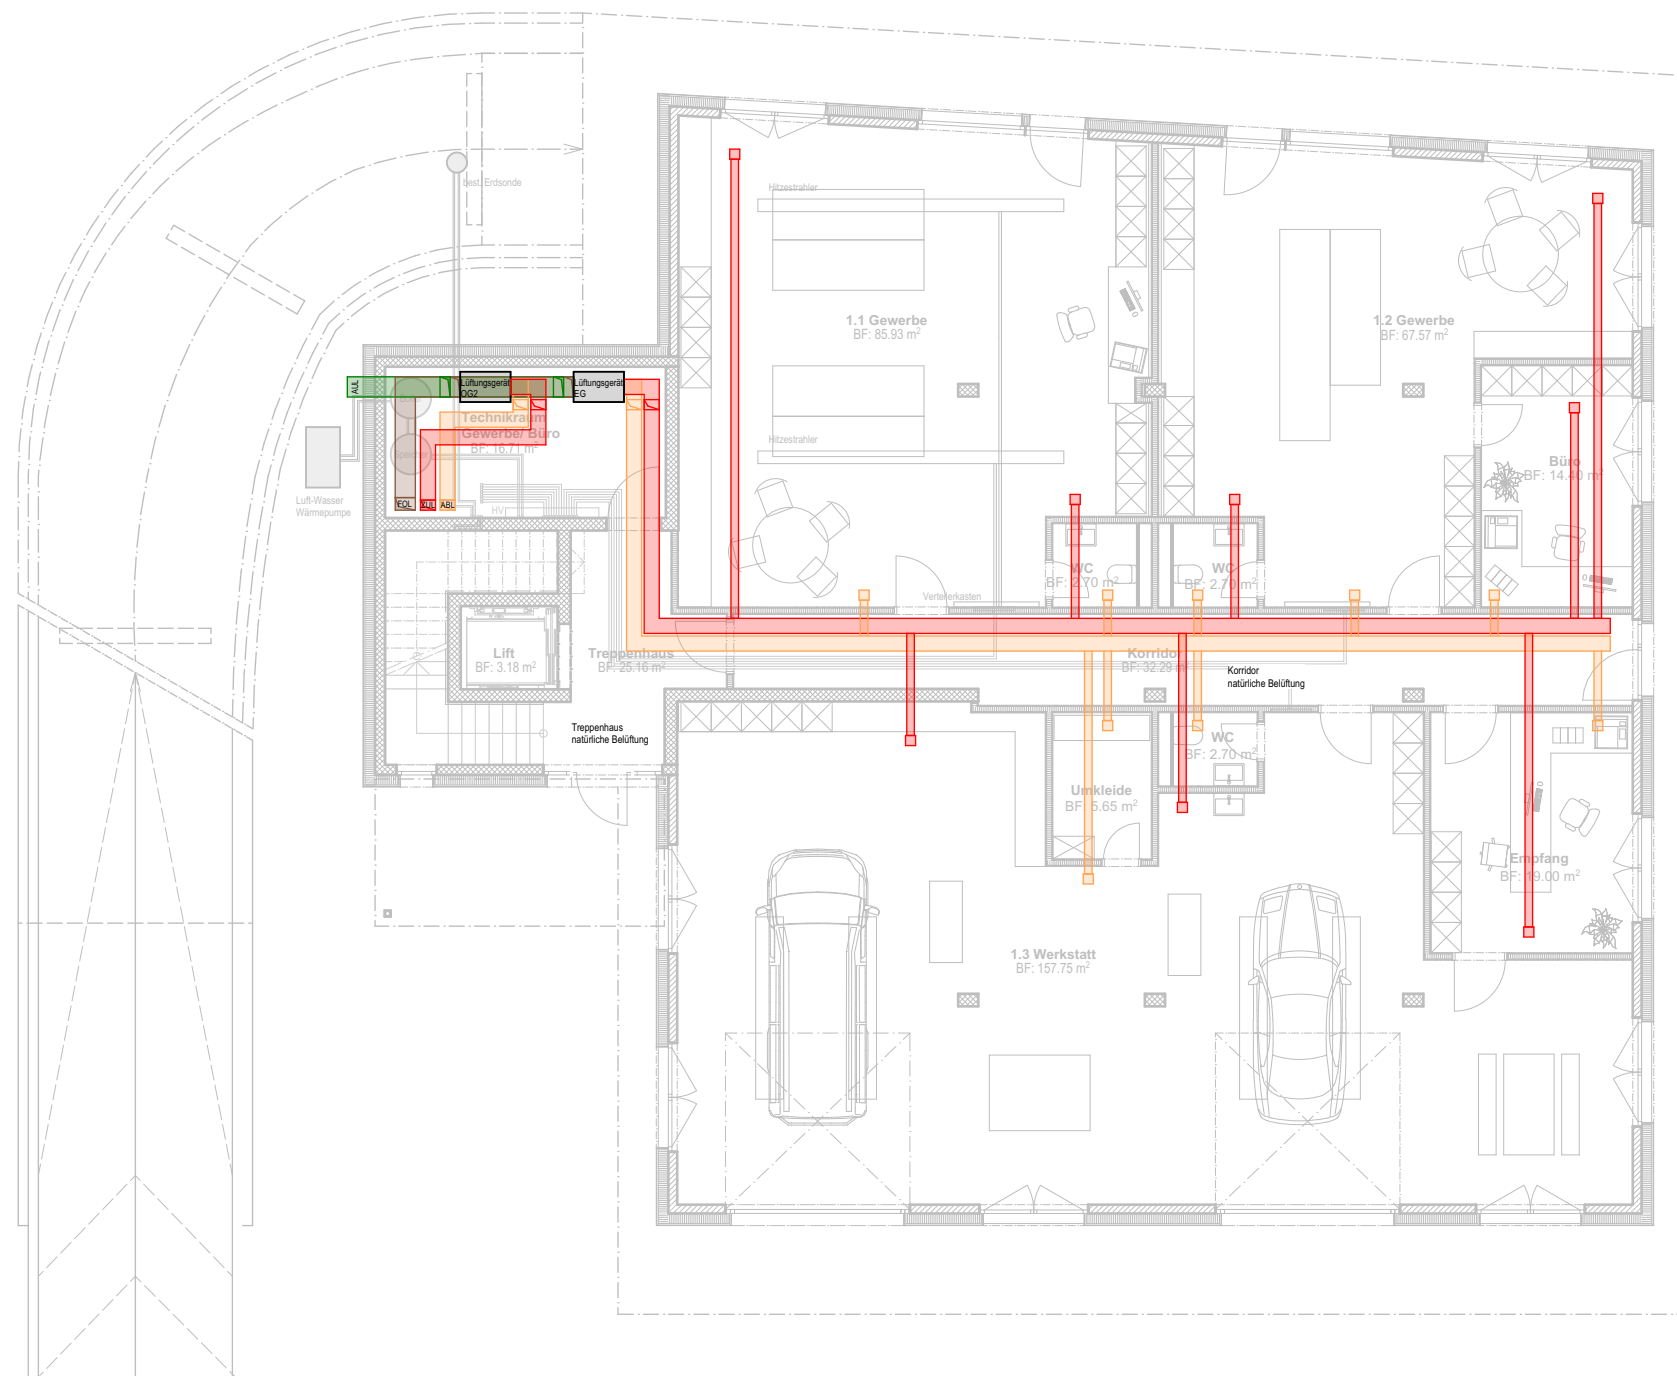 best. Erdsonde
Hitzestrahler
1.1 Gewerbe
BF: 85.93 m²
1.2 Gewerbe
BF: 67.57 m²
AUL
Lüftungsgerät
OG2
Lüftungsgerät
EG
Technikraum
Gewerbe/ Büro
BF: 16.71 m²
Speicher
Hitzestrahler
Büro
BF: 14.40 m²
Luft-Wasser
Wärmepumpe
FOL
ZUL
ABL
HV
WC
BF: 2.70 m²
WC
BF: 2.70 m²
Verteilerkasten
Lift
BF: 3.18 m²
Treppenhaus
BF: 25.16 m²
Korridor
BF: 32.29 m²
Korridor
natürliche Belüftung
Treppenhaus
natürliche Belüftung
WC
BF: 2.70 m²
Umkleide
BF: 5.65 m²
Empfang
BF: 19.00 m²
1.3 Werkstatt
BF: 157.75 m²